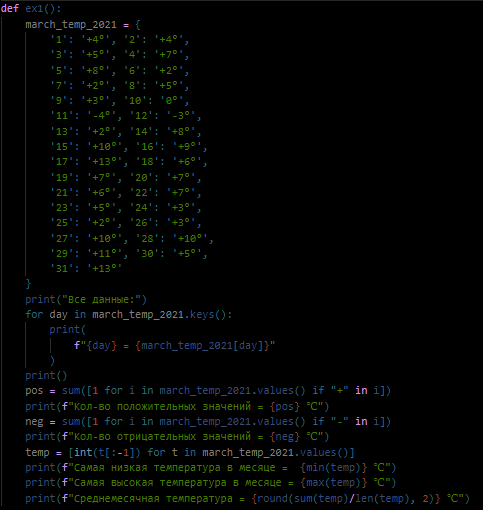 def ex1():
    march_temp_2021 = {
        '1': '+4°', '2': '+4°',
        '3': '+5°', '4': '+7°',
        '5': '+8°', '6': '+2°',
        '7': '+2°', '8': '+5°',
        '9': '+3°', '10': '0°',
        '11': '-4°', '12': '-3°',
        '13': '+2°', '14': '+8°',
        '15': '+10°', '16': '+9°',
        '17': '+13°', '18': '+6°',
        '19': '+7°', '20': '+7°',
        '21': '+6°', '22': '+7°',
        '23': '+5°', '24': '+3°',
        '25': '+2°', '26': '+3°',
        '27': '+10°', '28': '+10°',
        '29': '+11°', '30': '+5°',
        '31': '+13°'
    }
    print("Все данные:")
    for day in march_temp_2021.keys():
        print(
            f"{day} = {march_temp_2021[day]}"
        )
    print()
    pos = sum([1 for i in march_temp_2021.values() if "+" in i])
    print(f"Кол-во положительных значений = {pos} ℃")
    neg = sum([1 for i in march_temp_2021.values() if "-" in i])
    print(f"Кол-во отрицательных значений = {neg} ℃")
    temp = [int(t[:-1]) for t in march_temp_2021.values()]
    print(f"Самая низкая температура в месяце =  {min(temp)} ℃")
    print(f"Самая высокая температура в месяце = {max(temp)} ℃")
    print(f"Среднемесячная температура = {round(sum(temp)/len(temp), 2)} ℃")